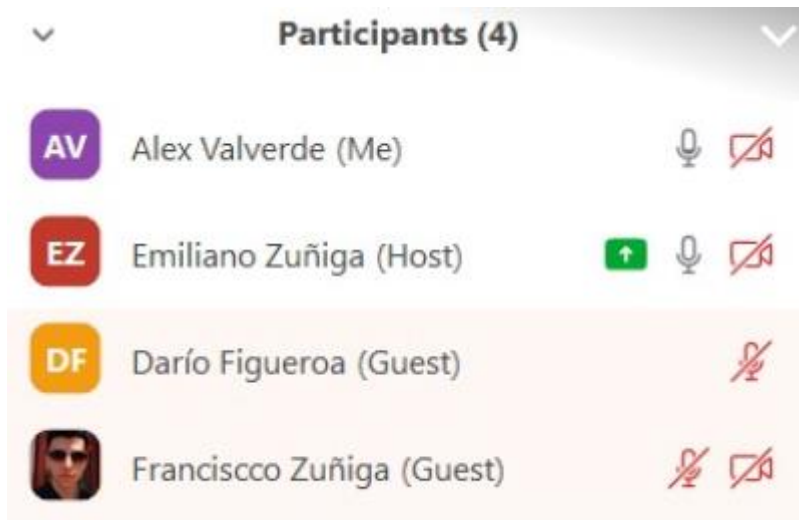 Participants (4)
AV Alex Valverde (Me)
EZ Emiliano Zuñiga (Host)
DF Darío Figueroa (Guest)
Franciscco Zuñiga (Guest)